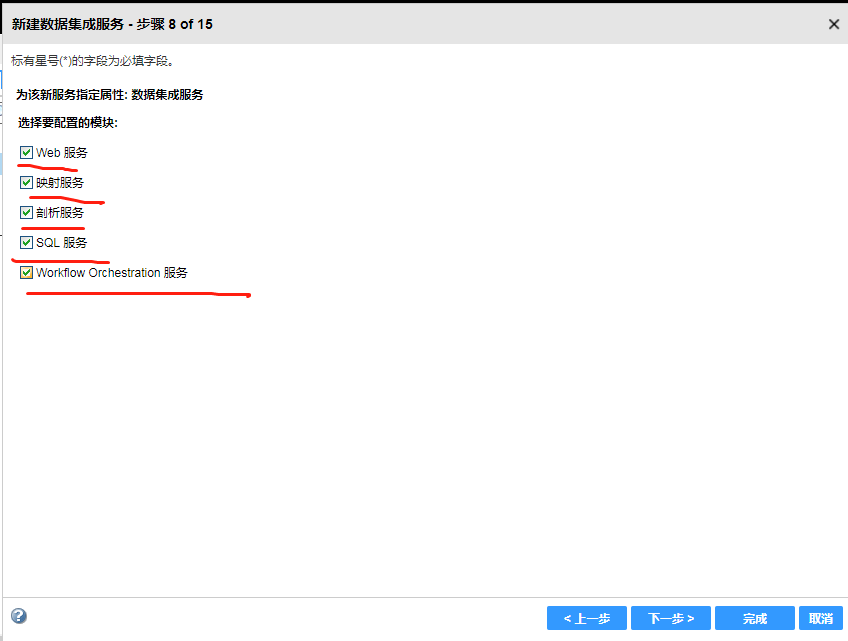 新建数据集成服务 - 步骤 8 of 15
标有星号(*)的字段为必填字段。
为该新服务指定属性: 数据集成服务
选择要配置的模块:
Web 服务
映射服务
剖析服务
SQL 服务
Workflow Orchestration 服务
< 上一步 下一步 > 完成 取消